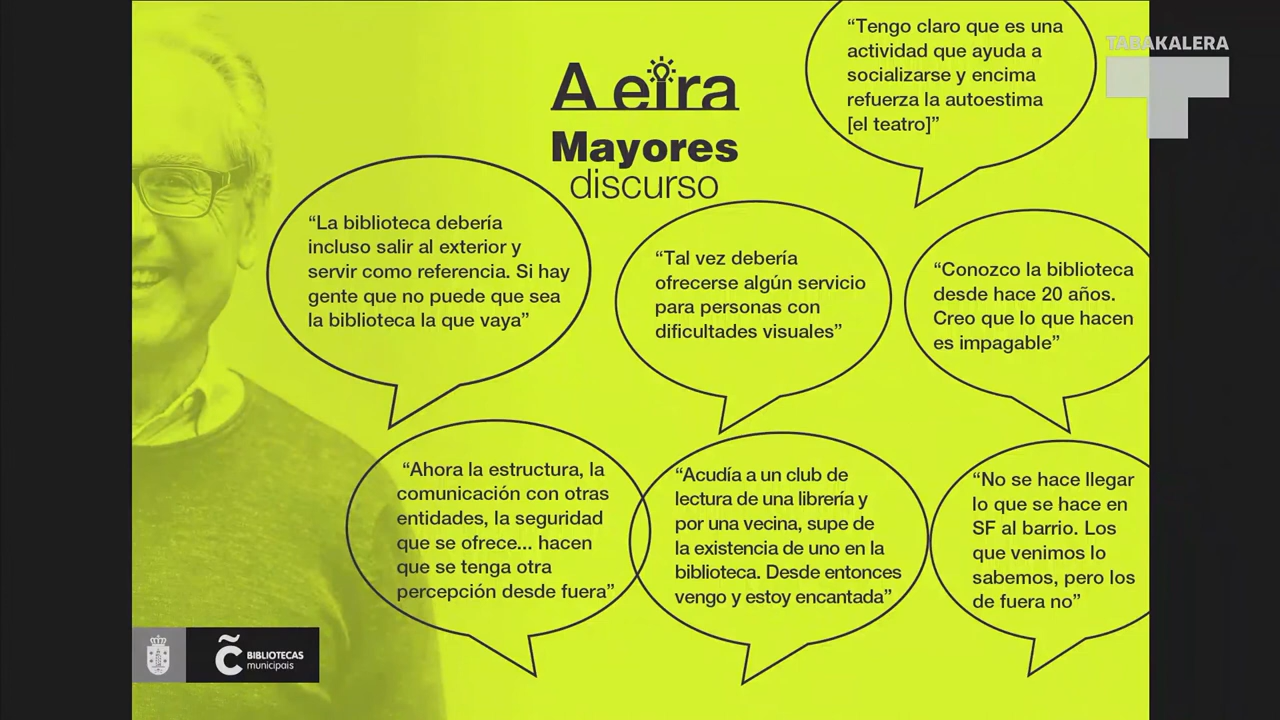 “Tengo claro que es una
actividad que ayuda a
socializarse y encima
refuerza la autoestima
[el teatro]”
TABAKALERA
A eira
Mayores
discurso
“La biblioteca debería
incluso salir al exterior y
servir como referencia. Si hay
gente que no puede que sea
la biblioteca la que vaya”
“Tal vez debería
ofrecerse algún servicio
para personas con
dificultades visuales”
“Conozco la biblioteca
desde hace 20 años.
Creo que lo que hacen
es impagable”
“Ahora la estructura, la
comunicación con otras
entidades, la seguridad
que se ofrece... hacen
que se tenga otra
percepción desde fuera”
“Acudía a un club de
lectura de una librería y
por una vecina, supe de
la existencia de uno en la
biblioteca. Desde entonces
vengo y estoy encantada”
“No se hace llegar
lo que se hace en
SF al barrio. Los
que venimos lo
sabemos, pero los
de fuera no”
BIBLIOTECAS
municipais